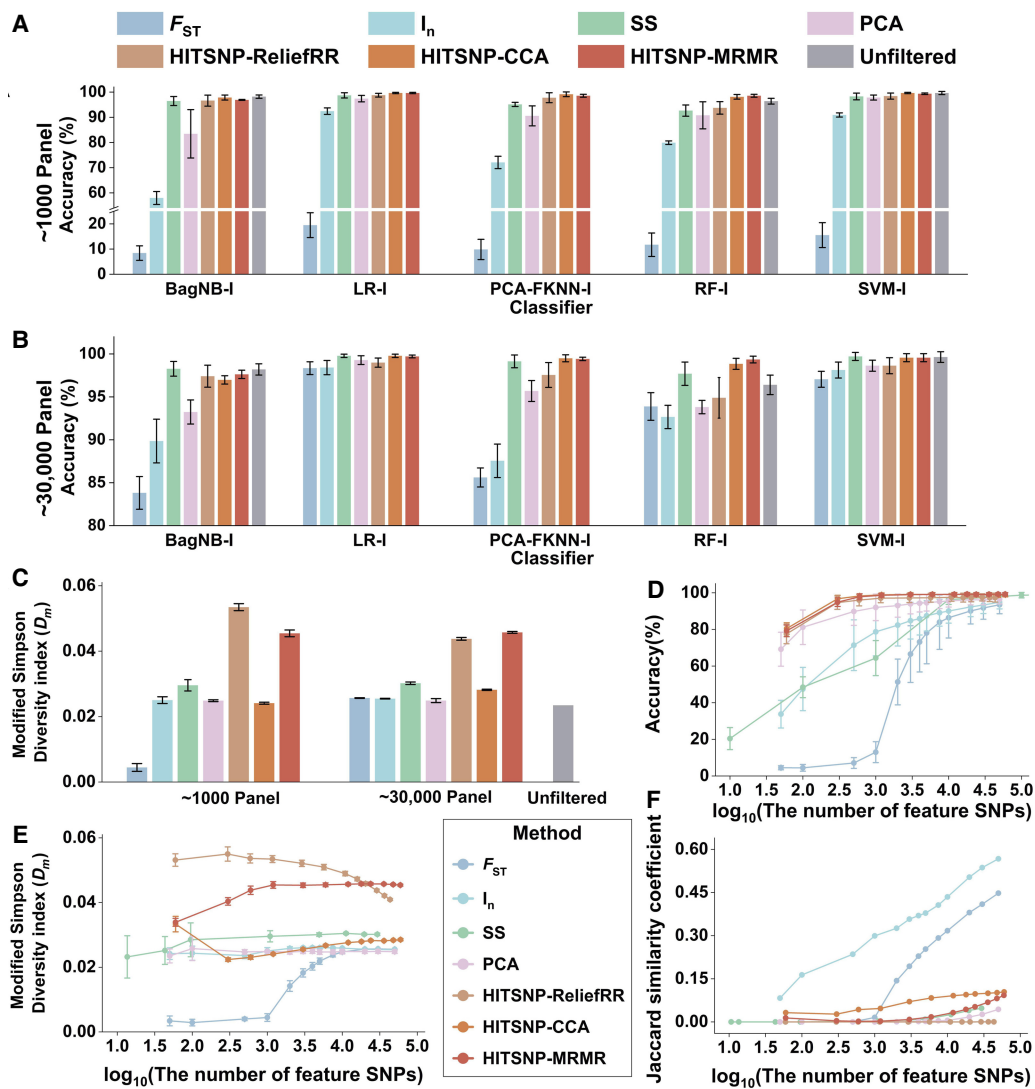 A
F_ST
I_n
SS
PCA
HITSNP-ReliefRR
HITSNP-CCA
HITSNP-MRMR
Unfiltered
~1000 Panel
Accuracy (%)
100
90
80
70
60
20
10
0
BagNB-I
LR-I
PCA-FKNN-I
RF-I
SVM-I
Classifier
B
~30,000 Panel
Accuracy (%)
100
95
90
85
80
BagNB-I
LR-I
PCA-FKNN-I
RF-I
SVM-I
Classifier
C
Modified Simpson
Diversity index (D_m)
0.06
0.04
0.02
0.00
~1000 Panel
~30,000 Panel
Unfiltered
D
Accuracy(%)
100
80
60
40
20
0
1.0 1.5 2.0 2.5 3.0 3.5 4.0 4.5 5.0
log10(The number of feature SNPs)
E
Modified Simpson
Diversity index (D_m)
0.06
0.04
0.02
0.00
1.0 1.5 2.0 2.5 3.0 3.5 4.0 4.5 5.0
log10(The number of feature SNPs)
Method
F_ST
I_n
SS
PCA
HITSNP-ReliefRR
HITSNP-CCA
HITSNP-MRMR
F
Jaccard similarity coefficient
0.60
0.45
0.30
0.15
0.00
1.0 1.5 2.0 2.5 3.0 3.5 4.0 4.5 5.0
log10(The number of feature SNPs)